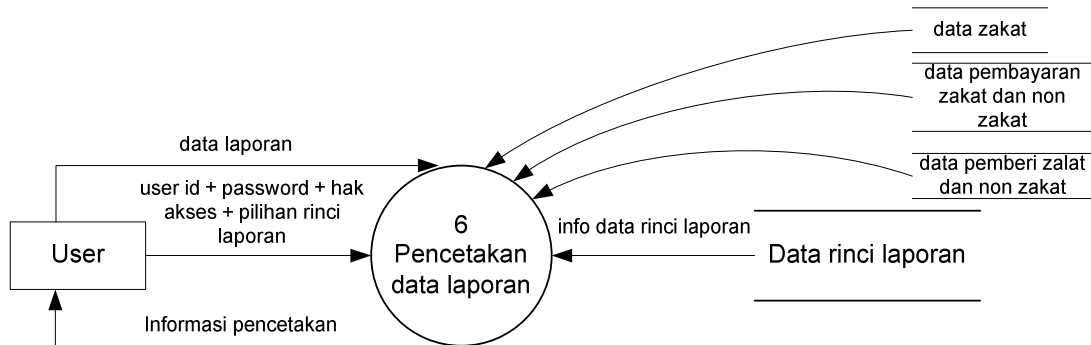 data zakat
data pembayaran
zakat dan non
zakat
data pemberi zalat
dan non zakat
data laporan
user id + password + hak
akses + pilihan rinci
laporan
User
6
Pencetakan
data laporan
info data rinci laporan
Data rinci laporan
Informasi pencetakan